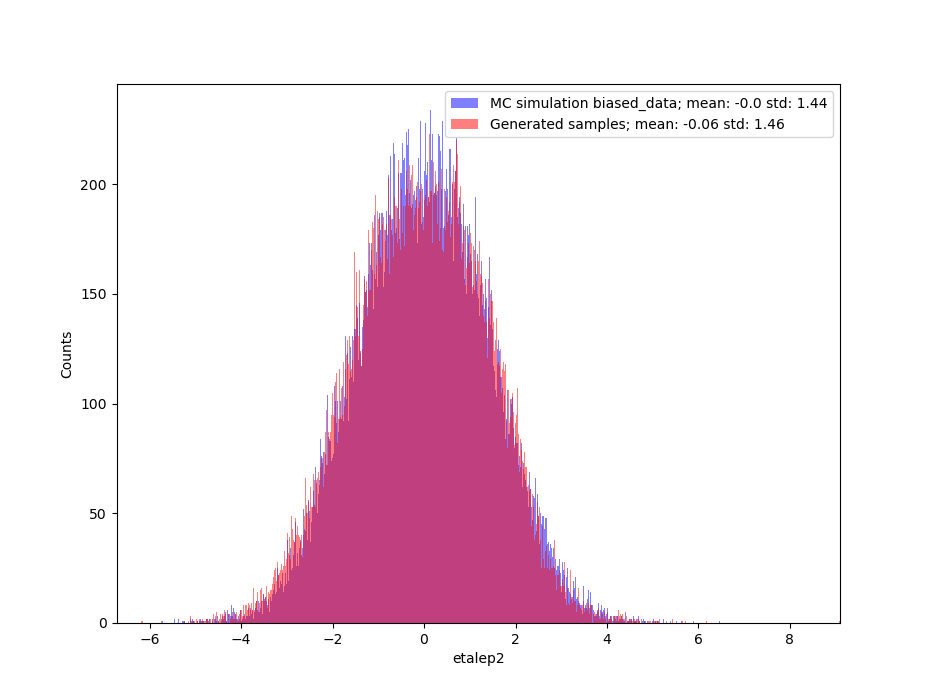 MC simulation biased_data; mean: -0.0 std: 1.44
Generated samples; mean: -0.06 std: 1.46
200
150
100
50
0
Counts
−6 −4 −2 0 2 4 6 8
etalep2